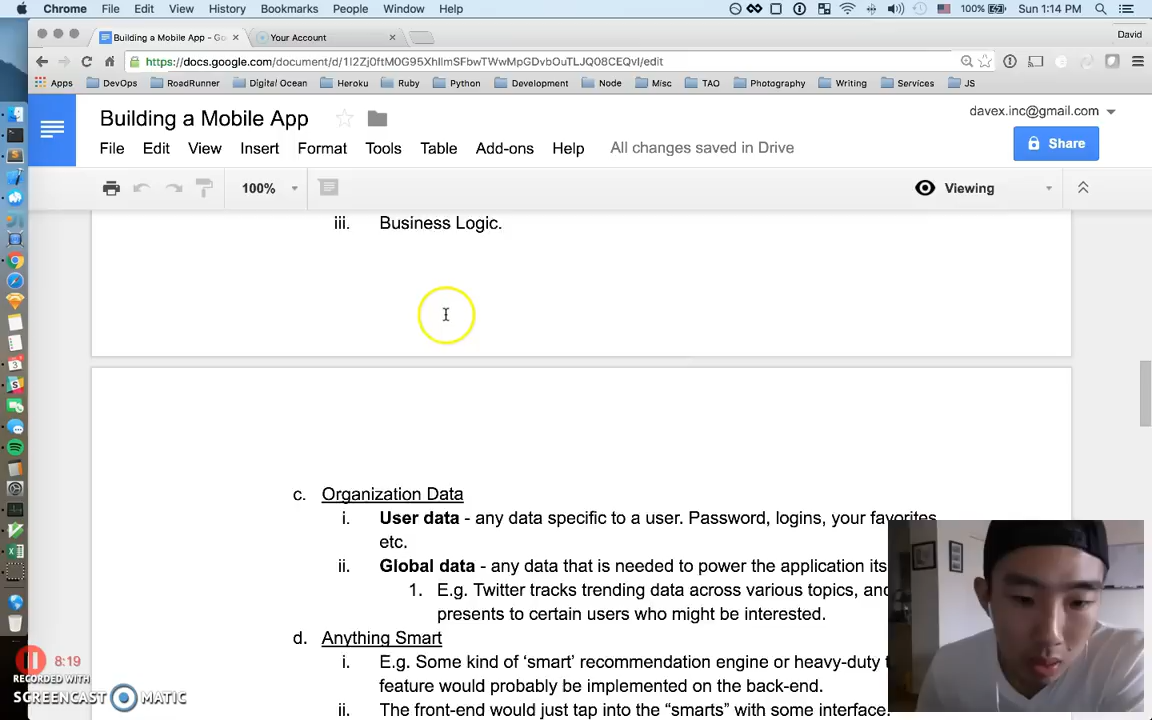 Chrome File Edit View History Bookmarks People Window Help 100% Sun 1:14 PM
Building a Mobile App - Go Your Account David
https://docs.google.com/document/d/
Apps DevOps RoadRunner Digital Ocean Heroku Ruby Python Development Node Misc TAO Photography Writing Services JS
Building a Mobile App davex.inc@gmail.com
File Edit View Insert Format Tools Table Add-ons Help All changes saved in Drive Share
100% Viewing
iii. Business Logic.
c. Organization Data
i. User data - any data specific to a user. Password, logins, your favorites
etc.
ii. Global data - any data that is needed to power the application its
1. E.g. Twitter tracks trending data across various topics, and
presents to certain users who might be interested.
d. Anything Smart
i. E.g. Some kind of ‘smart’ recommendation engine or heavy-duty
feature would probably be implemented on the back-end.
ii. The front-end would just tap into the “smarts” with some interface.
8:19
RECORDED WITH
SCREENCAST MATIC